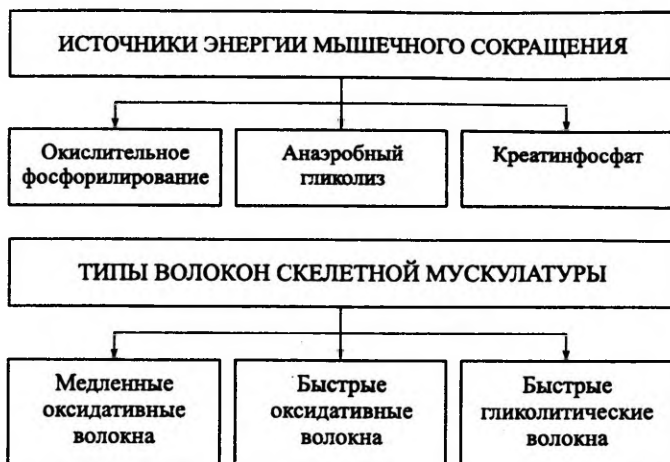 ИСТОЧНИКИ ЭНЕРГИИ МЫШЕЧНОГО СОКРАЩЕНИЯ
Окислительное
фосфорилирование
Анаэробный
гликолиз
Креатинфосфат
ТИПЫ ВОЛОКОН СКЕЛЕТНОЙ МУСКУЛАТУРЫ
Медленные
оксидативные
волокна
Быстрые
оксидативные
волокна
Быстрые
гликолитические
волокна